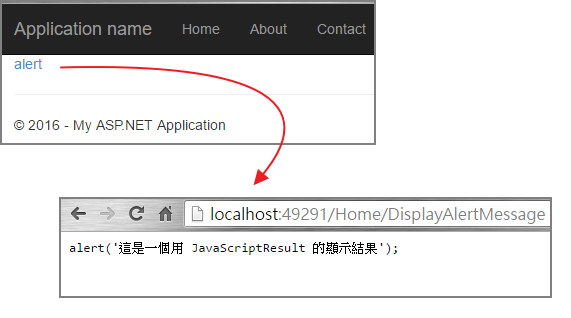 Application name Home About Contact
alert
© 2016 - My ASP.NET Application
localhost:49291/Home/DisplayAlertMessage
alert('這是一個用 JavaScriptResult 的顯示結果');